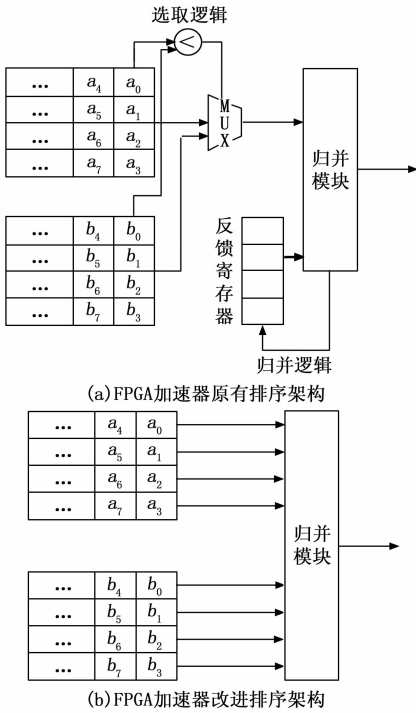 选取逻辑
<
... a₄ a₀
... a₅ a₁
... a₆ a₂
... a₇ a₃
MUX
归并模块
... b₄ b₀
... b₅ b₁
... b₆ b₂
... b₇ b₃
反馈寄存器
归并逻辑
(a)FPGA加速器原有排序架构
... a₄ a₀
... a₅ a₁
... a₆ a₂
... a₇ a₃
归并模块
... b₄ b₀
... b₅ b₁
... b₆ b₂
... b₇ b₃
(b)FPGA加速器改进排序架构